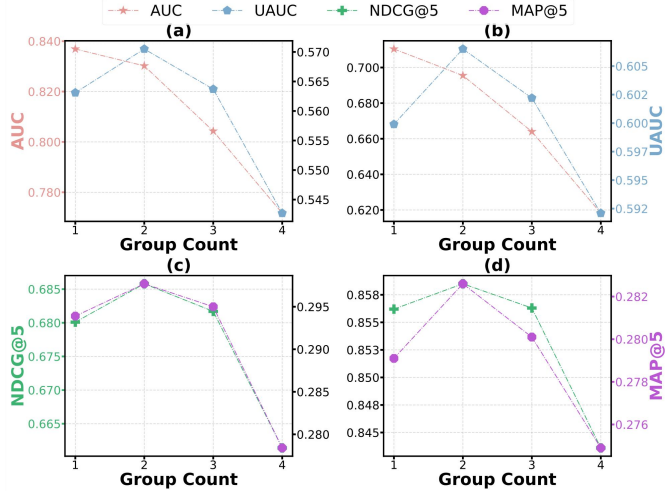 AUC UAUC NDCG@5 MAP@5
(a) (b)
0.840
0.820
0.800
0.780
AUC
0.570
0.565
0.560
0.555
0.550
0.545
1 2 3 4
Group Count
0.700
0.680
0.660
0.640
0.620
0.605
0.602
0.600
0.597
0.595
0.592
UAUC
1 2 3 4
Group Count
(c) (d)
0.685
0.680
0.675
0.670
0.665
NDCG@5
0.295
0.290
0.285
0.280
1 2 3 4
Group Count
0.858
0.855
0.853
0.850
0.848
0.845
0.282
0.280
0.278
0.276
MAP@5
1 2 3 4
Group Count